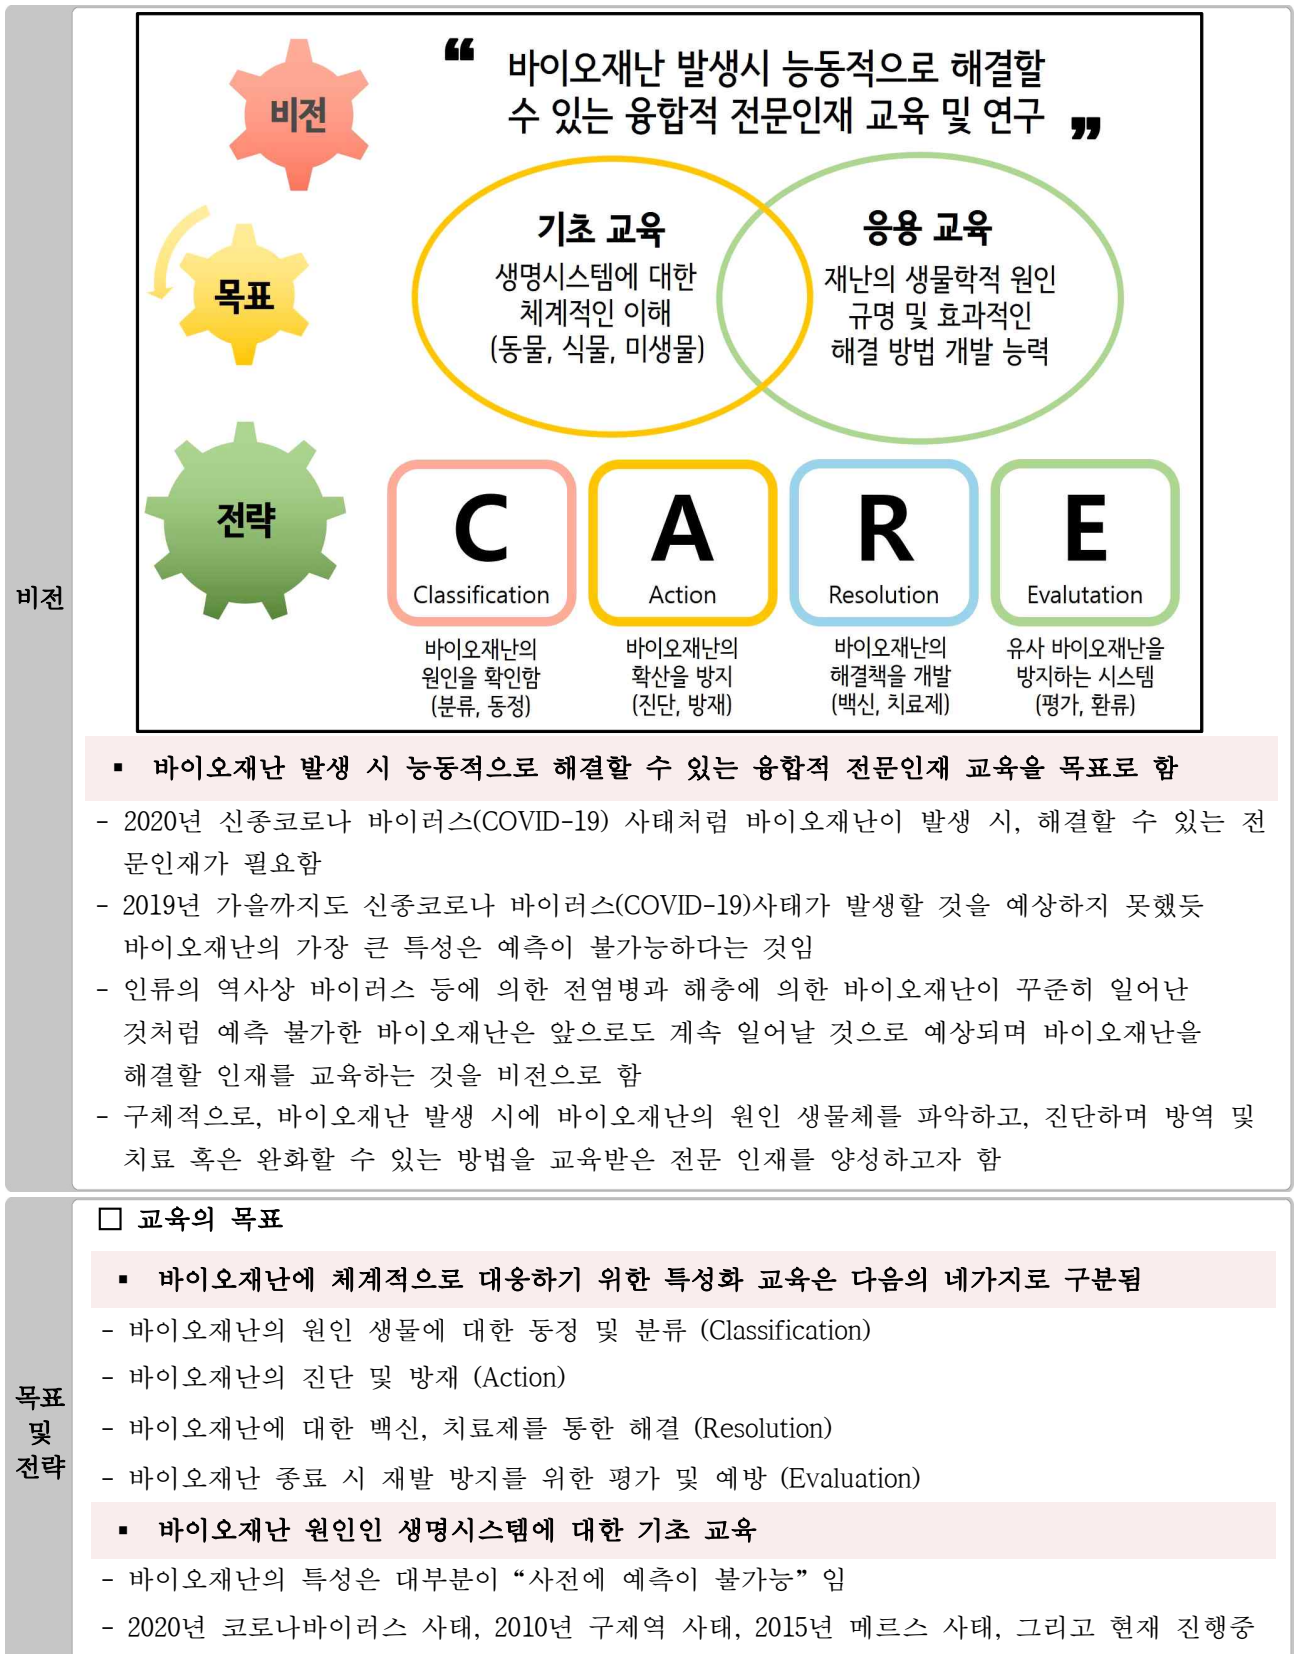 비전
“ 바이오재난 발생시 능동적으로 해결할
수 있는 융합적 전문인재 교육 및 연구 ”
목표
기초 교육
생명시스템에 대한
체계적인 이해
(동물, 식물, 미생물)
응용 교육
재난의 생물학적 원인
규명 및 효과적인
해결 방법 개발 능력
전략
C
Classification
바이오재난의
원인을 확인함
(분류, 동정)
A
Action
바이오재난의
확산을 방지
(진단, 방재)
R
Resolution
바이오재난의
해결책을 개발
(백신, 치료제)
E
Evalutation
유사 바이오재난을
방지하는 시스템
(평가, 환류)
비전
▪ 바이오재난 발생 시 능동적으로 해결할 수 있는 융합적 전문인재 교육을 목표로 함
- 2020년 신종코로나 바이러스(COVID-19) 사태처럼 바이오재난이 발생 시, 해결할 수 있는 전
문인재가 필요함
- 2019년 가을까지도 신종코로나 바이러스(COVID-19)사태가 발생할 것을 예상하지 못했듯
바이오재난의 가장 큰 특성은 예측이 불가능하다는 것임
- 인류의 역사상 바이러스 등에 의한 전염병과 해충에 의한 바이오재난이 꾸준히 일어난
것처럼 예측 불가한 바이오재난은 앞으로도 계속 일어날 것으로 예상되며 바이오재난을
해결할 인재를 교육하는 것을 비전으로 함
- 구체적으로, 바이오재난 발생 시에 바이오재난의 원인 생물체를 파악하고, 진단하며 방역 및
치료 혹은 완화할 수 있는 방법을 교육받은 전문 인재를 양성하고자 함
목표
및
전략
□ 교육의 목표
▪ 바이오재난에 체계적으로 대응하기 위한 특성화 교육은 다음의 네가지로 구분됨
- 바이오재난의 원인 생물에 대한 동정 및 분류 (Classification)
- 바이오재난의 진단 및 방재 (Action)
- 바이오재난에 대한 백신, 치료제를 통한 해결 (Resolution)
- 바이오재난 종료 시 재발 방지를 위한 평가 및 예방 (Evaluation)
▪ 바이오재난 원인인 생명시스템에 대한 기초 교육
- 바이오재난의 특성은 대부분이 “사전에 예측이 불가능” 임
- 2020년 코로나바이러스 사태, 2010년 구제역 사태, 2015년 메르스 사태, 그리고 현재 진행중